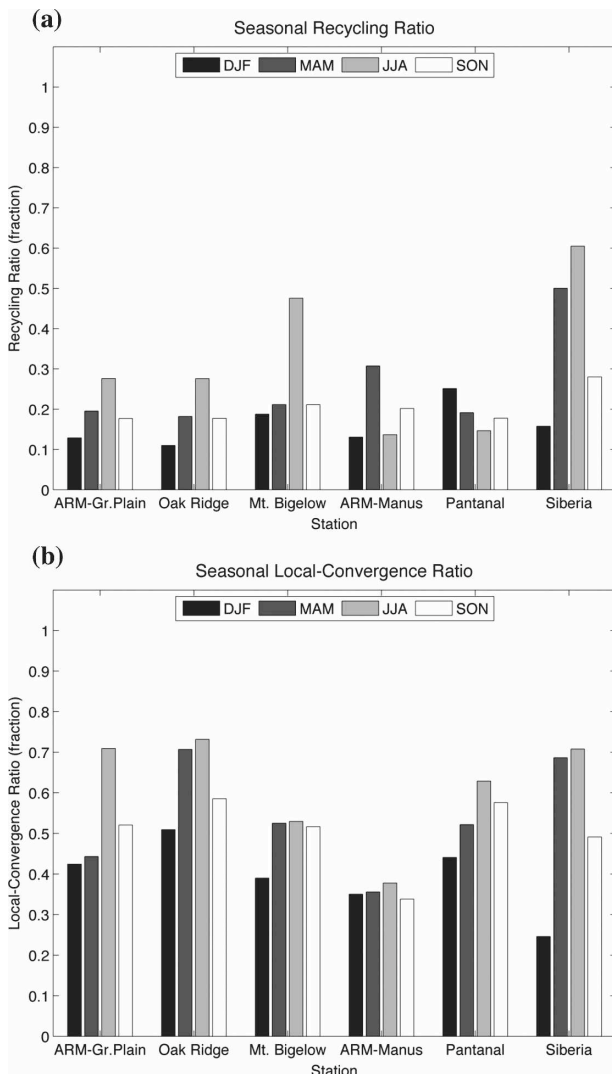 (a)
Seasonal Recycling Ratio
DJF MAM JJA SON
Recycling Ratio (fraction)
1
0.9
0.8
0.7
0.6
0.5
0.4
0.3
0.2
0.1
0
ARM-Gr.Plain Oak Ridge Mt. Bigelow ARM-Manus Pantanal Siberia
Station
(b)
Seasonal Local-Convergence Ratio
DJF MAM JJA SON
Local-Convergence Ratio (fraction)
1
0.9
0.8
0.7
0.6
0.5
0.4
0.3
0.2
0.1
0
ARM-Gr.Plain Oak Ridge Mt. Bigelow ARM-Manus Pantanal Siberia
Station